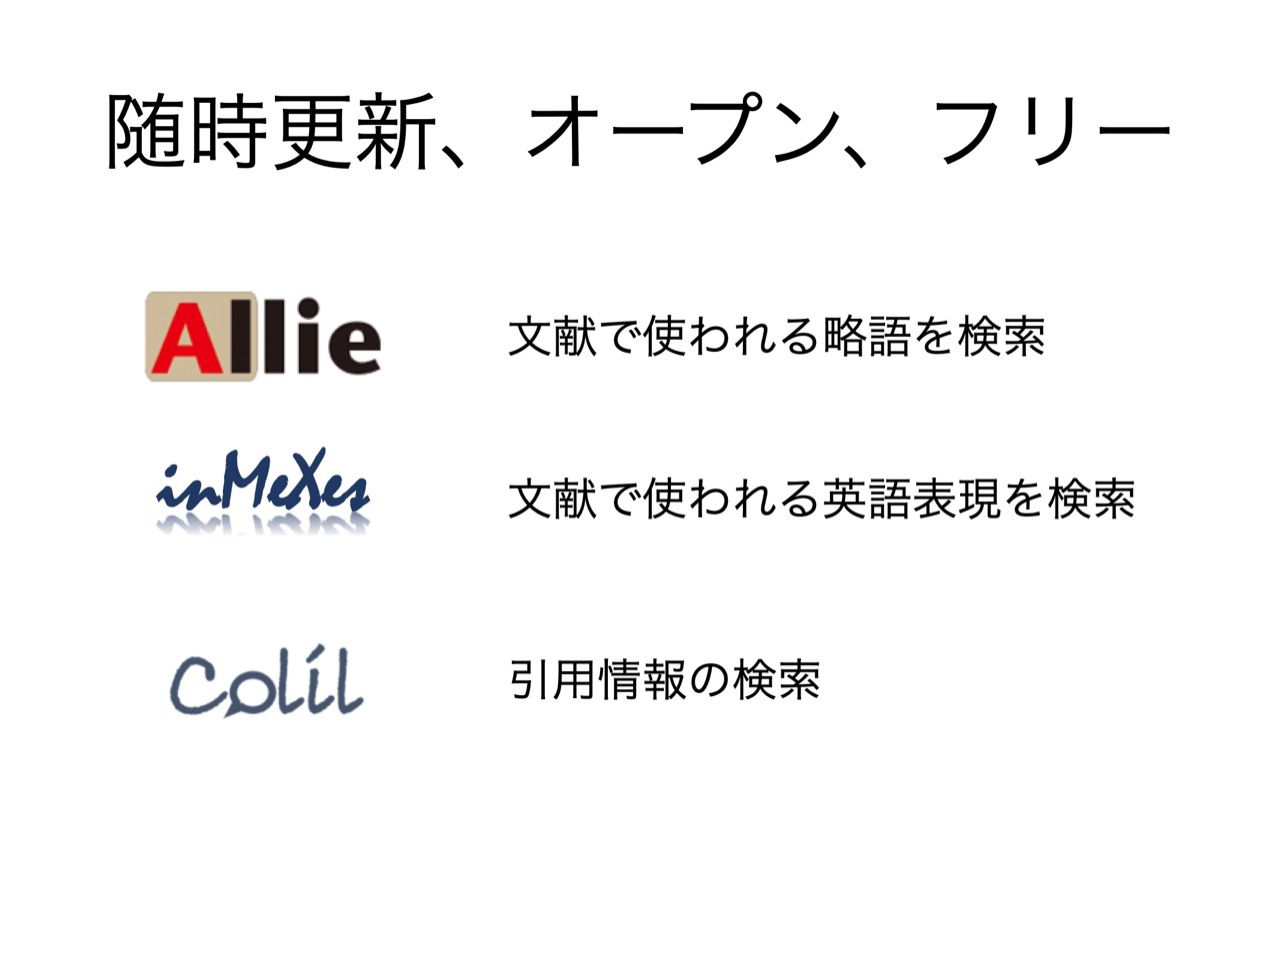 随時更新、オープン、フリー
Allie
文献で使われる略語を検索
inMeXes
文献で使われる英語表現を検索
Colil
引用情報の検索